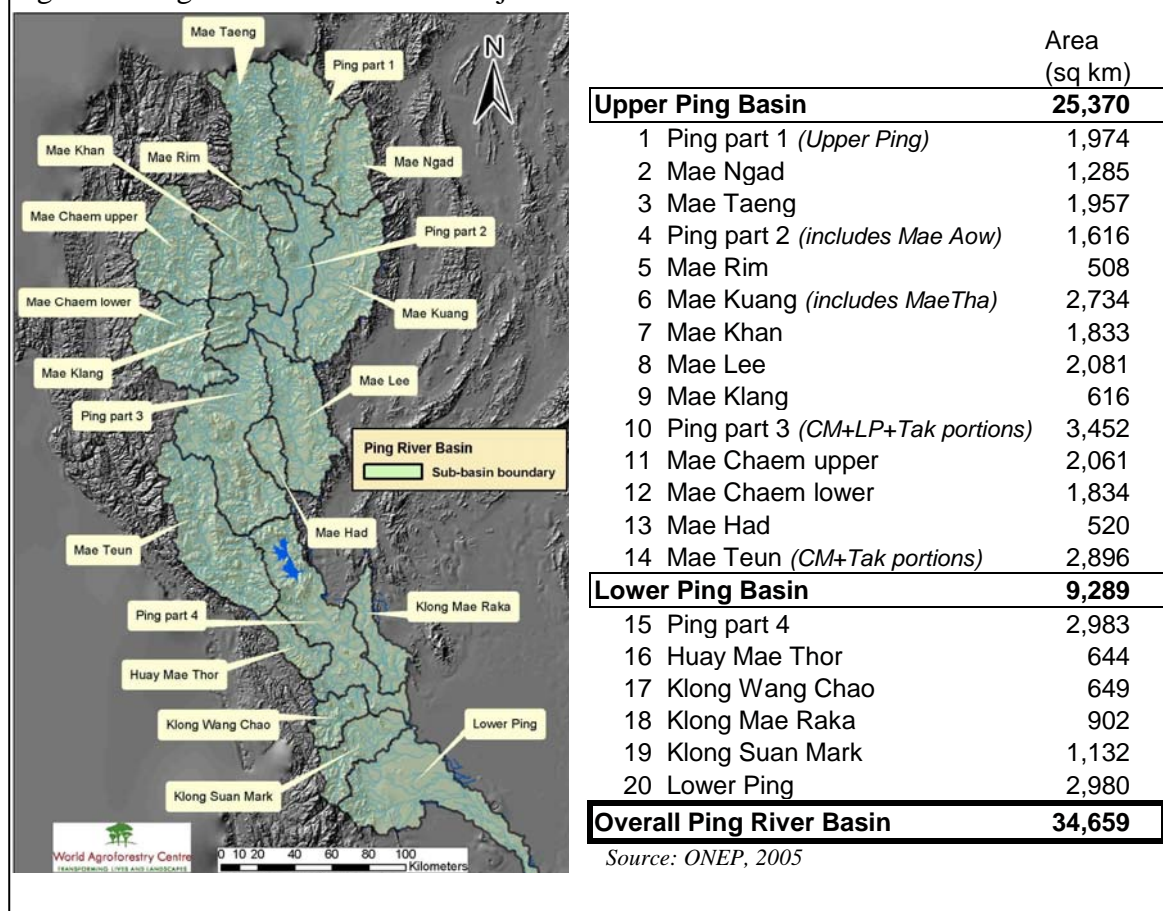 Mae Taeng
Ping part 1
N
Mae Khan
Mae Rim
Mae Ngad
Mae Chaem upper
Ping part 2
Mae Chaem lower
Mae Kuang
Mae Klang
Mae Lee
Ping part 3
Ping River Basin
Sub-basin boundary
Mae Had
Mae Teun
Klong Mae Raka
Ping part 4
Huay Mae Thor
Klong Wang Chao
Lower Ping
Klong Suan Mark
World Agroforestry Centre
TRANSFORMING LIVES AND LANDSCAPES
0 10 20 40 60 80 100
Kilometers
Area
(sq km)
Upper Ping Basin 25,370
1 Ping part 1 (Upper Ping) 1,974
2 Mae Ngad 1,285
3 Mae Taeng 1,957
4 Ping part 2 (includes Mae Aow) 1,616
5 Mae Rim 508
6 Mae Kuang (includes MaeTha) 2,734
7 Mae Khan 1,833
8 Mae Lee 2,081
9 Mae Klang 616
10 Ping part 3 (CM+LP+Tak portions) 3,452
11 Mae Chaem upper 2,061
12 Mae Chaem lower 1,834
13 Mae Had 520
14 Mae Teun (CM+Tak portions) 2,896
Lower Ping Basin 9,289
15 Ping part 4 2,983
16 Huay Mae Thor 644
17 Klong Wang Chao 649
18 Klong Mae Raka 902
19 Klong Suan Mark 1,132
20 Lower Ping 2,980
Overall Ping River Basin 34,659
Source: ONEP, 2005